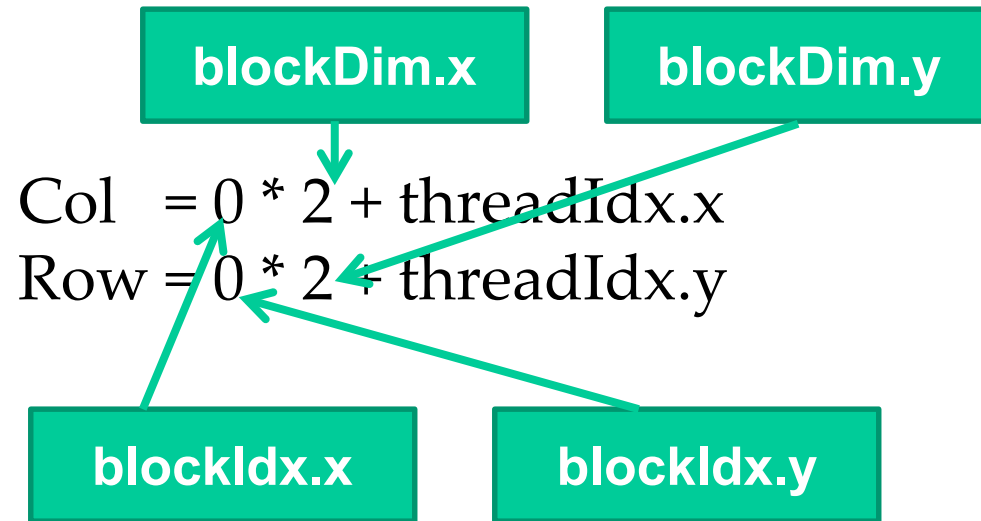 blockDim.x blockDim.y
Col = 0 * 2 + threadIdx.x
Row = 0 * 2 + threadIdx.y
blockIdx.x blockIdx.y